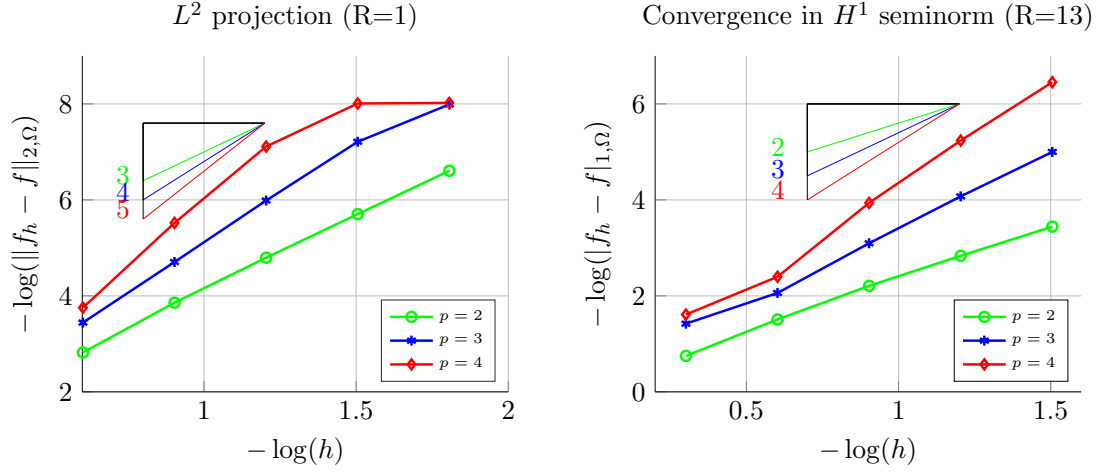 L² projection (R=1)
− log(||f_h − f||_{2,Ω})
8
6
4
2
3
4
5
p = 2
p = 3
p = 4
1
1.5
2
− log(h)
Convergence in H¹ seminorm (R=13)
− log(|f_h − f|_{1,Ω})
6
4
2
0
2
3
4
p = 2
p = 3
p = 4
0.5
1
1.5
− log(h)